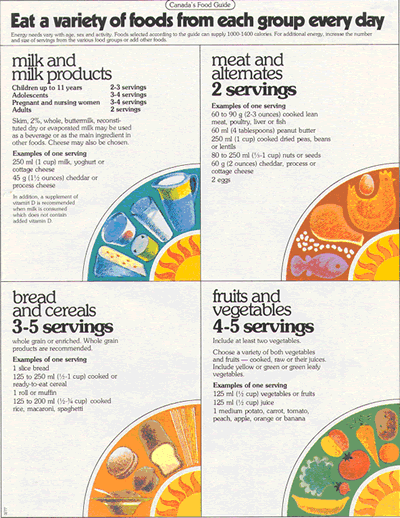 Canada's Food Guide
Eat a variety of foods from each group every day
Energy needs vary with age, sex and activity. Foods selected according to the guide can supply 1000-1400 calories. For additional energy, increase the number
and size of servings from the various food groups or add other foods.
milk and
milk products
Children up to 11 years 2-3 servings
Adolescents 3-4 servings
Pregnant and nursing women 3-4 servings
Adults 2 servings
Skim, 2%, whole, buttermilk, reconsti-
tuted dry or evaporated milk may be used
as a beverage or as the main ingredient in
other foods. Cheese may also be chosen.
Examples of one serving
250 ml (1 cup) milk, yoghurt or
cottage cheese
45 g (1½ ounces) cheddar or
process cheese
In addition, a supplement of
vitamin D is recommended
when milk is consumed
which does not contain
added vitamin D.
meat and
alternates
2 servings
Examples of one serving
60 to 90 g (2-3 ounces) cooked lean
meat, poultry, liver or fish
60 ml (4 tablespoons) peanut butter
250 ml (1 cup) cooked dried peas, beans
or lentils
80 to 250 ml (⅓-1 cup) nuts or seeds
60 g (2 ounces) cheddar, process or
cottage cheese
2 eggs
bread
and cereals
3-5 servings
whole grain or enriched. Whole grain
products are recommended.
Examples of one serving
1 slice bread
125 to 250 ml (½-1 cup) cooked or
ready-to-eat cereal
1 roll or muffin
125 to 200 ml (½-¾ cup) cooked
rice, macaroni, spaghetti
fruits and
vegetables
4-5 servings
Include at least two vegetables.
Choose a variety of both vegetables
and fruits — cooked, raw or their juices.
Include yellow or green or green leafy
vegetables.
Examples of one serving
125 ml (½ cup) vegetables or fruits
125 ml (½ cup) juice
1 medium potato, carrot, tomato,
peach, apple, orange or banana